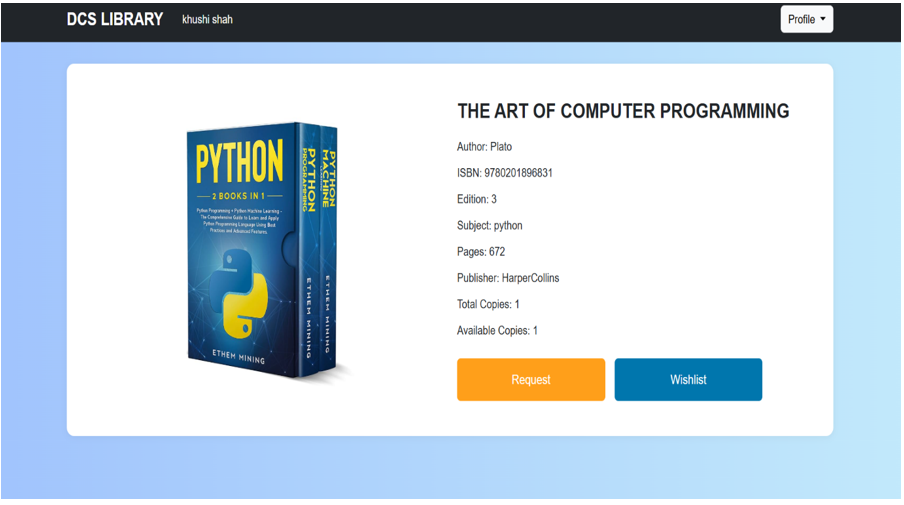 DCS LIBRARY khushi shah Profile
THE ART OF COMPUTER PROGRAMMING
Author: Plato
ISBN: 9780201896831
Edition: 3
Subject: python
Pages: 672
Publisher: HarperCollins
Total Copies: 1
Available Copies: 1
Request Wishlist
PYTHON
2 BOOKS IN 1
Python Programming + Python Machine Learning -
The Comprehensive Guide to Learn and Apply
Python Programming Language Using Best
Practices and Advanced Features.
ETHEM MINING
PYTHON
PROGRAMMING
ETHEM MINING
PYTHON
MACHINE
ETHEM MINING